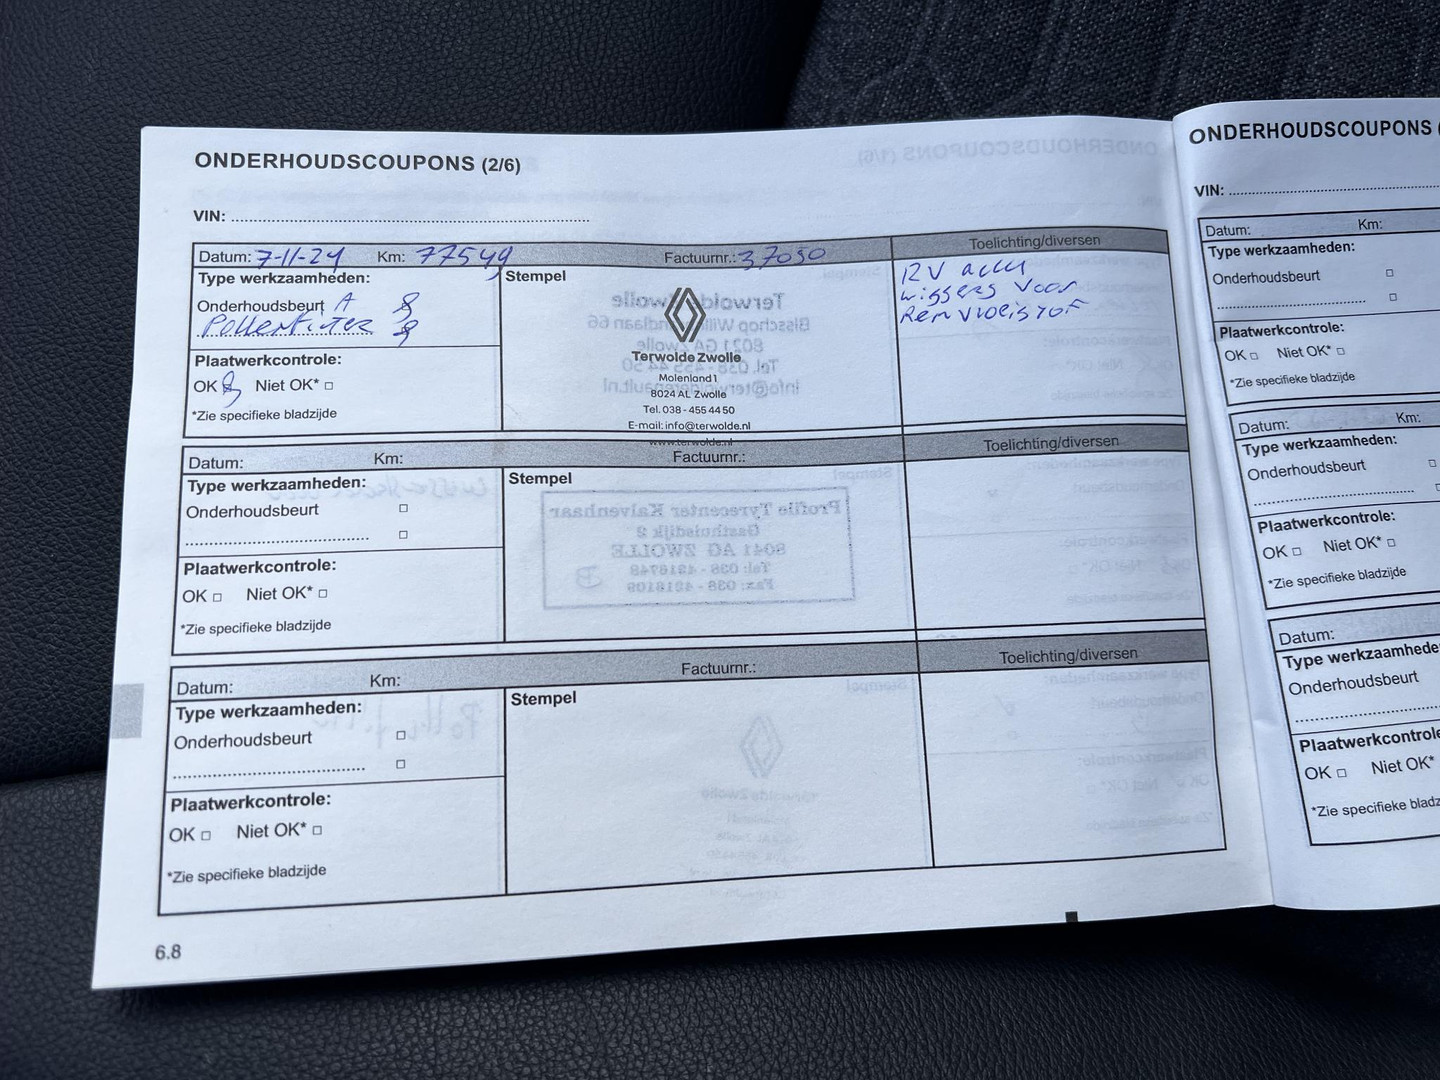 ONDERHOUDSCOUPONS (2/6)
VIN:
Datum: 7-11-24 Km: 77549 Factuurnr.: 37050 Toelichting/diversen
Type werkzaamheden:
Onderhoudsbeurt A
Pollenfilter
Plaatwerkcontrole:
OK Niet OK*
*Zie specifieke bladzijde
Stempel
Terwolde Zwolle
Molenland 1
8024 AL Zwolle
Tel. 038 - 455 44 50
E-mail: info@terwolde.nl
www.terwolde.nl
RV accu
wissers voor
Remvloeistof
Datum: Km: Factuurnr.: Toelichting/diversen
Type werkzaamheden:
Onderhoudsbeurt
Plaatwerkcontrole:
OK Niet OK*
*Zie specifieke bladzijde
Stempel
Datum: Km: Factuurnr.: Toelichting/diversen
Type werkzaamheden:
Onderhoudsbeurt
Plaatwerkcontrole:
OK Niet OK*
*Zie specifieke bladzijde
Stempel
6.8
ONDERHOUDSCOUPONS (
VIN:
Datum: Km:
Type werkzaamheden:
Onderhoudsbeurt
Plaatwerkcontrole:
OK Niet OK*
*Zie specifieke bladzijde
Datum: Km:
Type werkzaamheden:
Onderhoudsbeurt
Plaatwerkcontrole:
OK Niet OK*
*Zie specifieke bladzijde
Datum:
Type werkzaamhede
Onderhoudsbeurt
Plaatwerkcontrole
OK Niet OK*
*Zie specifieke bladz